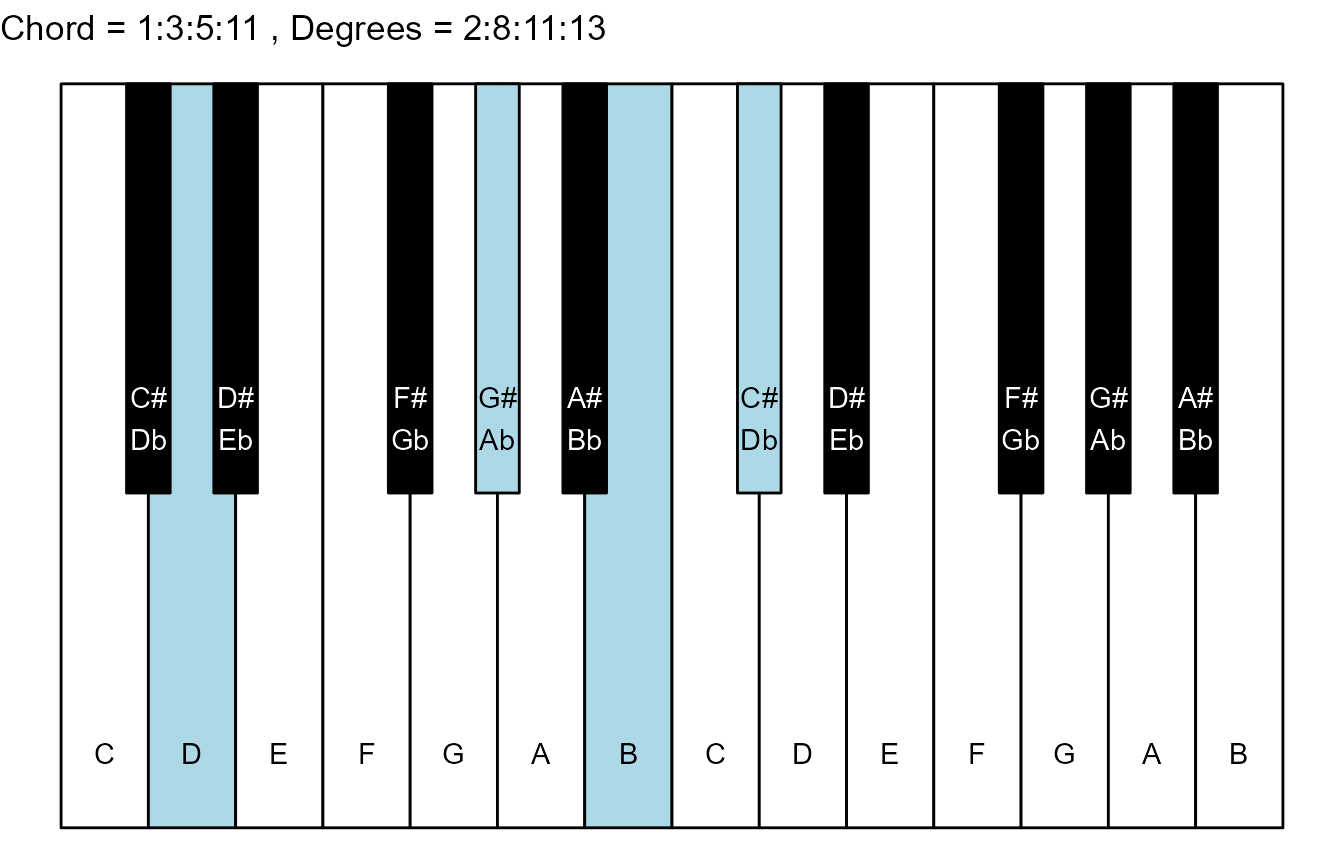 Chord = 1:3:5:11 , Degrees = 2:8:11:13
C# D# F# G# A# C# D# F# G# A#
Db Eb Gb Ab Bb Db Eb Gb Ab Bb
C D E F G A B C D E F G A B